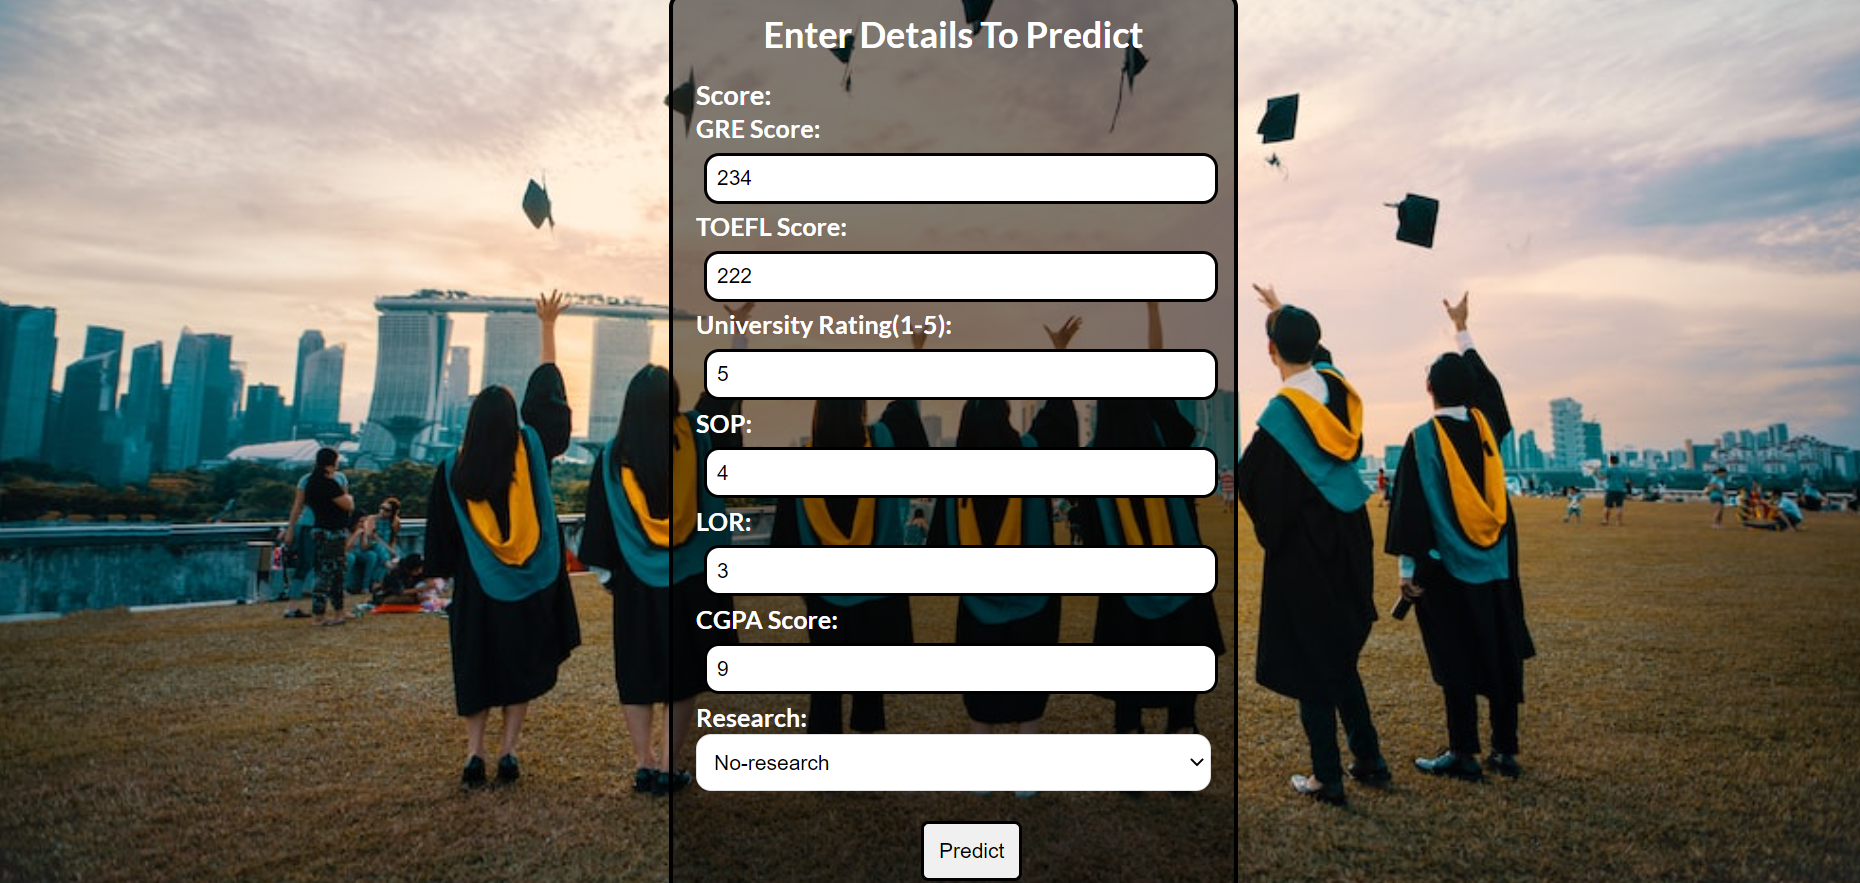 Enter Details To Predict
Score:
GRE Score:
234
TOEFL Score:
222
University Rating(1-5):
5
SOP:
4
LOR:
3
CGPA Score:
9
Research:
No-research
Predict